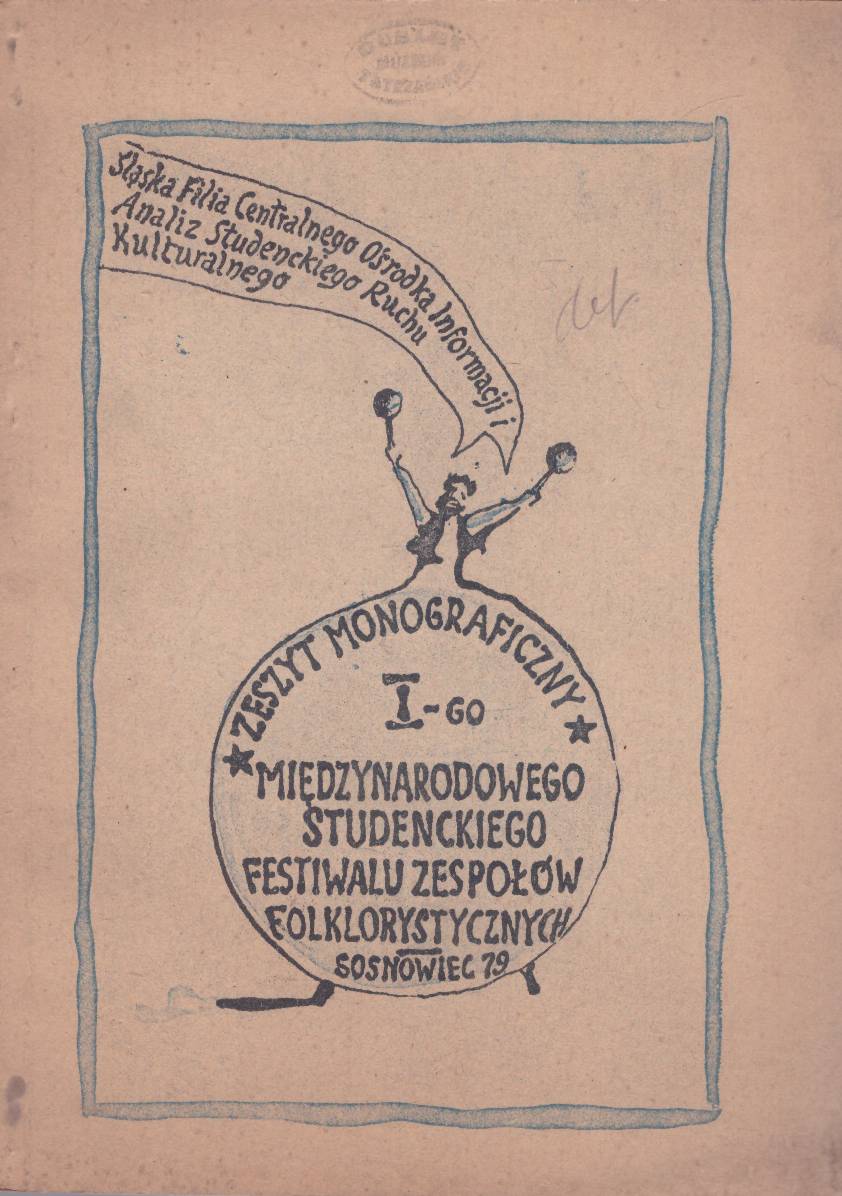 Śląska Filia Centralnego Ośrodka Informacji i
Analiz Studenckiego Ruchu
Kulturalnego
★ZESZYT MONOGRAFICZNY★
I-GO
MIĘDZYNARODOWEGO
STUDENCKIEGO
FESTIWALU ZESPOŁÓW
FOLKLORYSTYCZNYCH
SOSNOWIEC 79